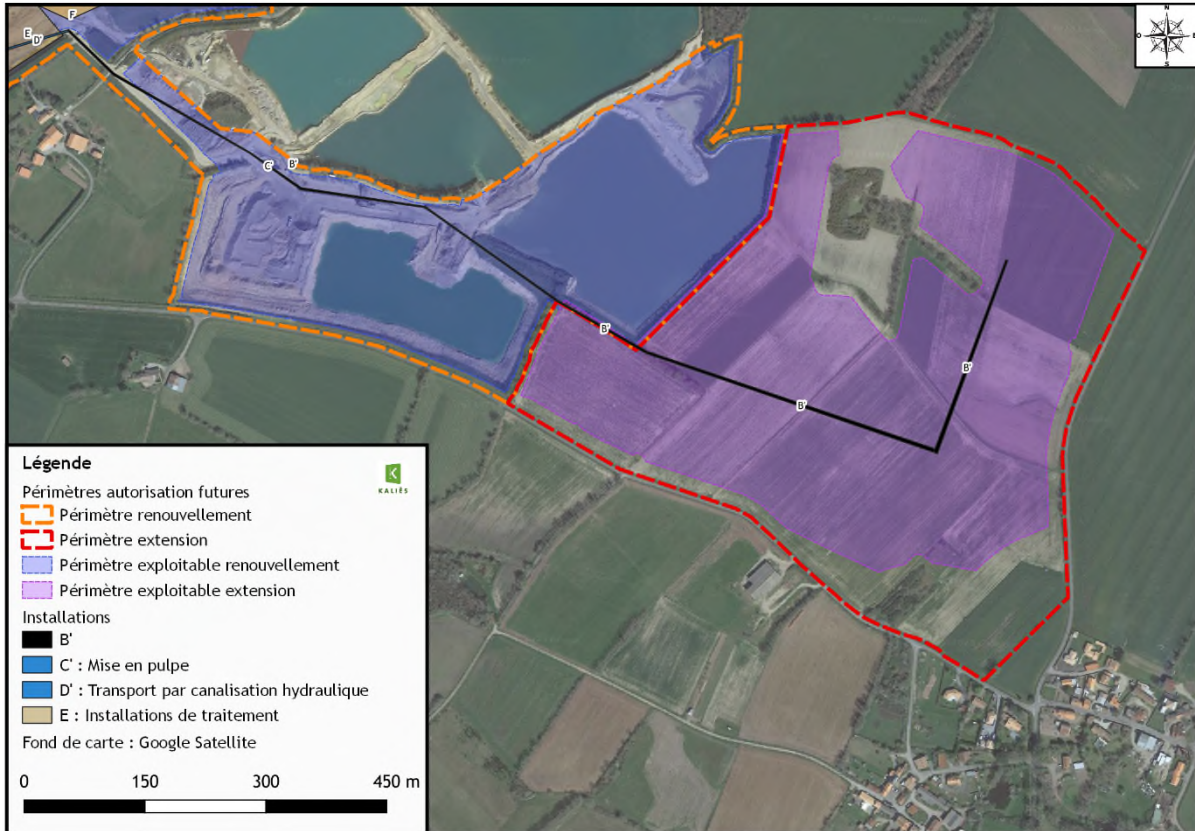 F
E
D'
N
O
E
S
C'
B'
B'
B'
B'
Légende
KALIÈS
Périmètres autorisation futures
Périmètre renouvellement
Périmètre extension
Périmètre exploitable renouvellement
Périmètre exploitable extension
Installations
B'
C' : Mise en pulpe
D' : Transport par canalisation hydraulique
E : Installations de traitement
Fond de carte : Google Satellite
0 150 300 450 m